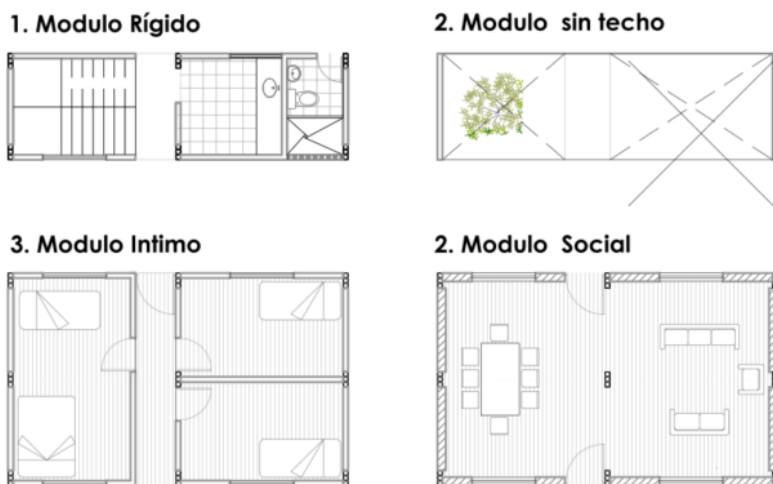 1. Modulo Rígido
2. Modulo sin techo
3. Modulo Intimo
2. Modulo Social